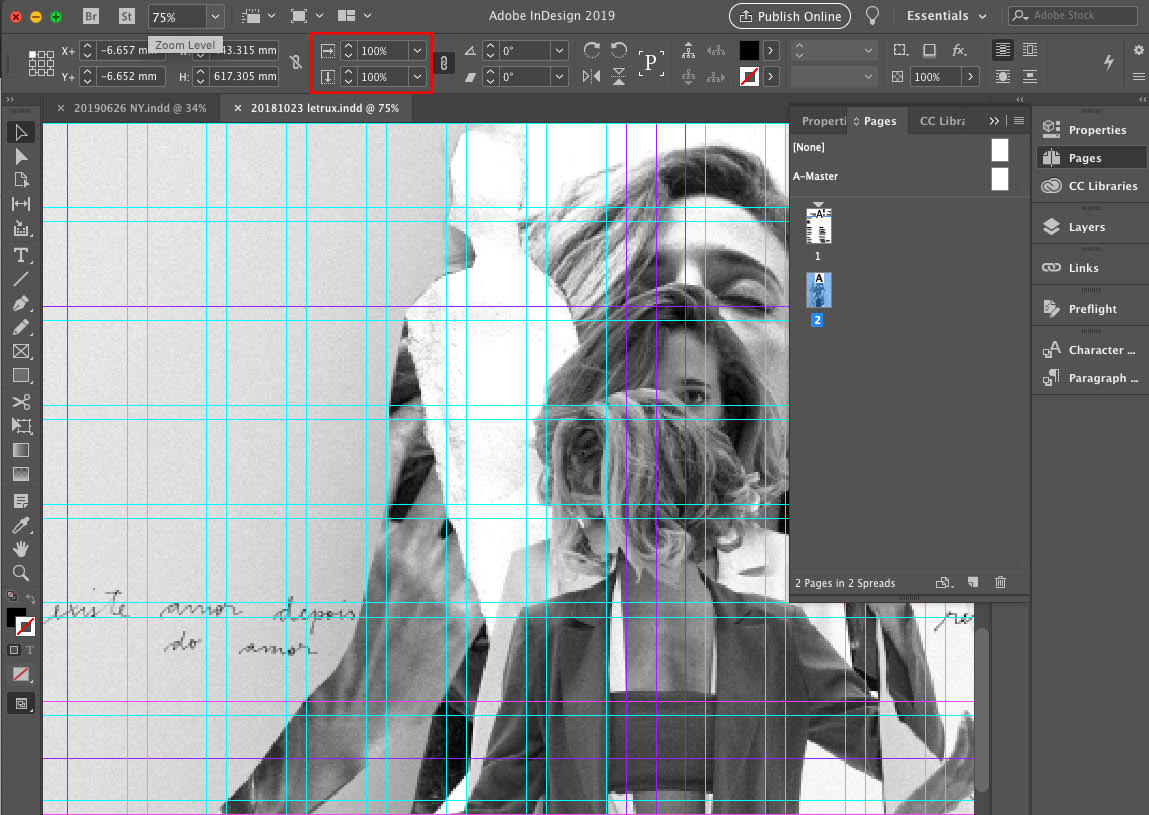 Br St 75% Adobe InDesign 2019 Publish Online Essentials Adobe Stock
Zoom Level
X+ -6.657 mm 43.315 mm 100% 0°
Y+ -6.652 mm H: 617.305 mm 100% 0° P fx. 100%
× 20190626 NY.indd @ 34% × 20181023 letrux.indd @ 75%
Properti Pages CC Libra
[None]
A-Master
A
1
A
2
2 Pages in 2 Spreads
Properties
Pages
CC Libraries
Layers
Links
Preflight
Character ...
Paragraph ...
existe amor depois
do amor
re
T